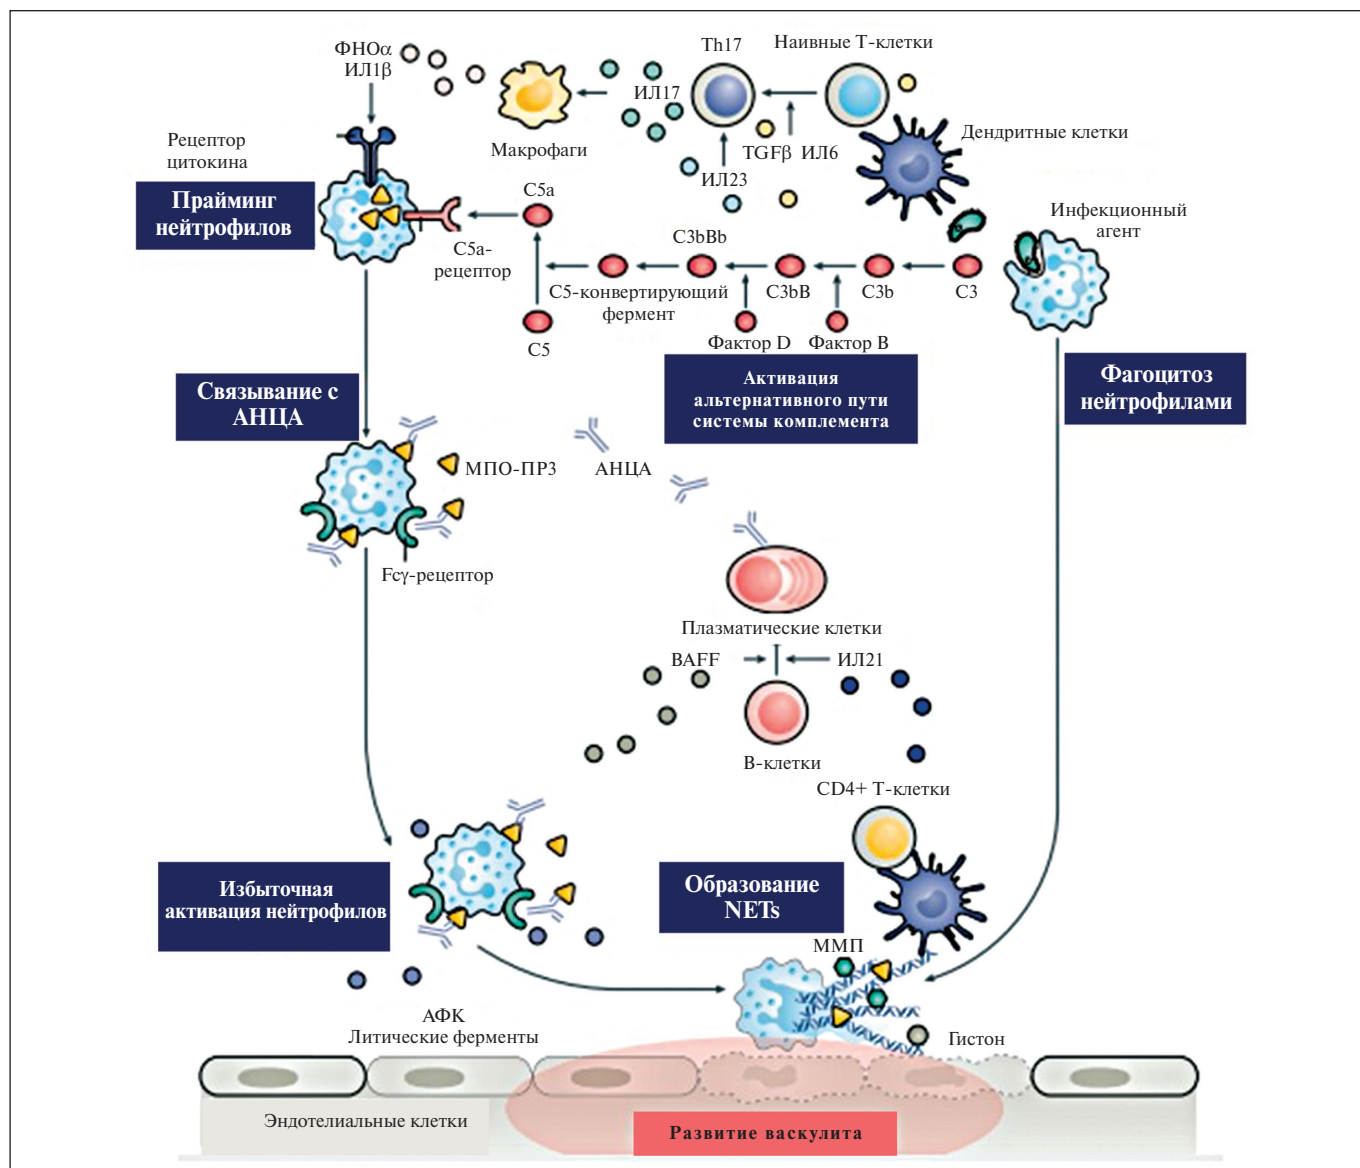 ФНОα
ИЛ1β
Th17
Наивные Т-клетки
ИЛ17
Рецептор
цитокина
Макрофаги
TGFβ
ИЛ6
Дендритные клетки
ИЛ23
Прайминг
нейтрофилов
C5a
C5a-
рецептор
C3bBb
Инфекционный
агент
С5-конвертирующий
фермент
C3bB
C3b
C3
C5
Фактор D
Фактор B
Связывание с
АНЦА
Активация
альтернативного пути
системы комплемента
Фагоцитоз
нейтрофилами
МПО-ПР3
АНЦА
Fcγ-рецептор
Плазматические клетки
BAFF
ИЛ21
В-клетки
CD4+ Т-клетки
Избыточная
активация нейтрофилов
Образование
NETs
ММП
АФК
Литические ферменты
Гистон
Эндотелиальные клетки
Развитие васкулита